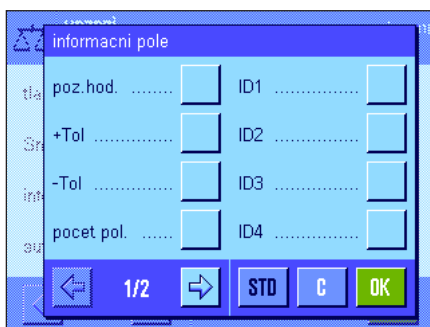 informacni pole
poz.hod. ........ ID1 ...............
+Tol .............. ID2 ...............
-Tol .............. ID3 ...............
pocet pol. ...... ID4 ...............
1/2 STD C OK